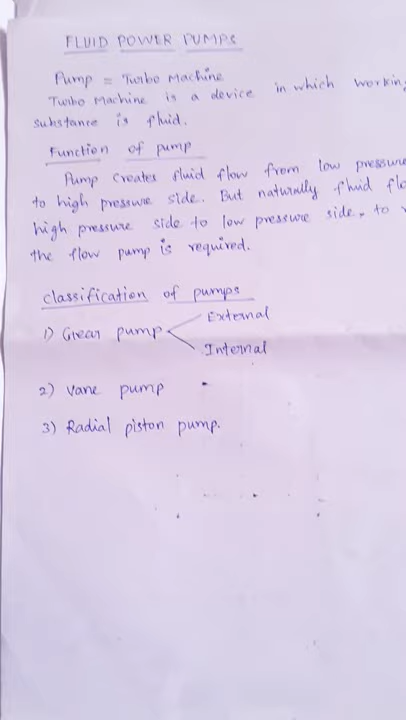 FLUID POWER PUMPS
Pump = Turbo Machine
Turbo Machine is a device in which
substance is fluid.
Function of pump
Pump creates fluid flow from low pressure
to high pressure side. But naturally fluid
high pressure side to low pressure side, to
the flow pump is required.
Classification of pumps
1) Gear pump
External
Internal
2) Vane pump
3) Radial piston pump.